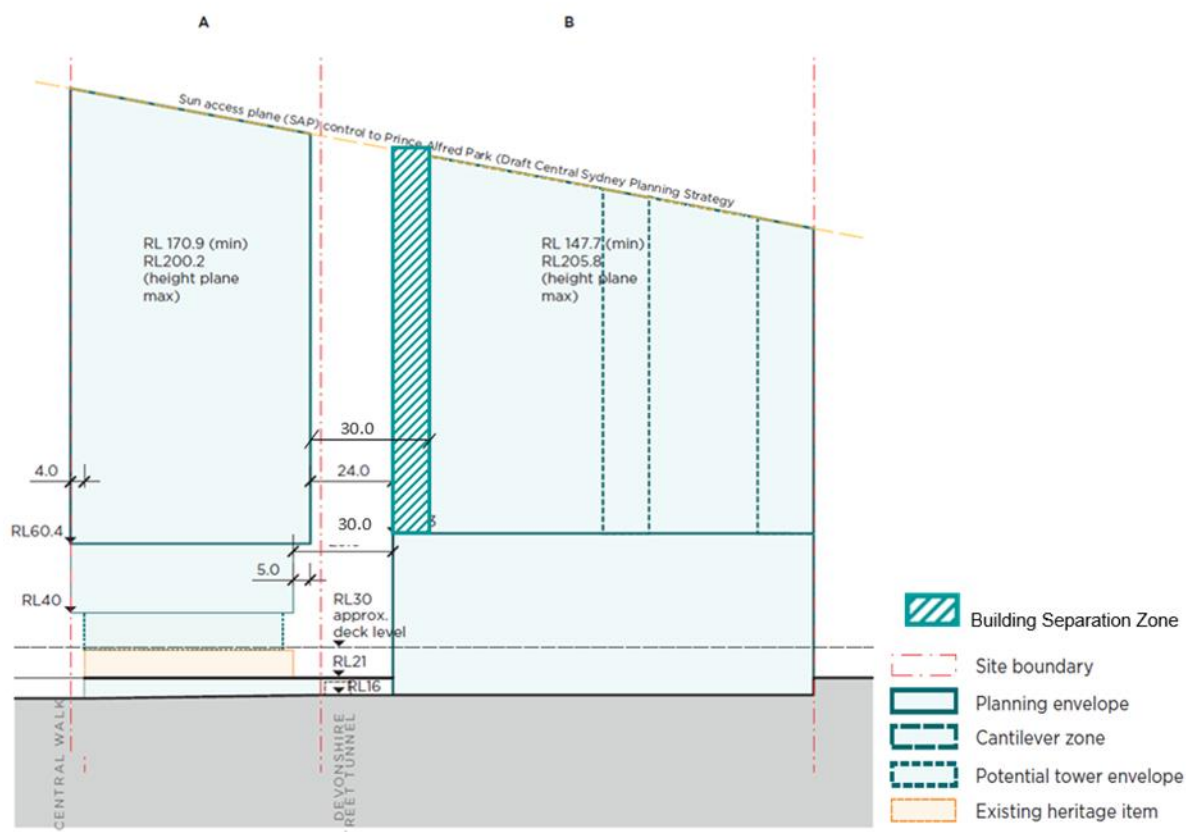 A
B
Sun access plane (SAP) control to Prince Alfred Park (Draft Central Sydney Planning Strategy
RL 170.9 (min)
RL200.2
(height plane
max)
RL 147.7 (min)
RL205.8
(height plane
max)
30.0
4.0
24.0
RL60.4
30.0
5.0
RL40
RL30
approx.
deck level
RL21
RL16
CENTRAL WALK
DEVONSHIRE
REET TUNNEL
Building Separation Zone
Site boundary
Planning envelope
Cantilever zone
Potential tower envelope
Existing heritage item